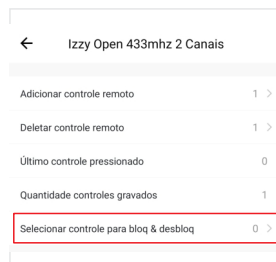 Izzy Open 433mhz 2 Canais
Adicionar controle remoto 1
Deletar controle remoto 1
Último controle pressionado 0
Quantidade controles gravados 1
Selecionar controle para bloq & desbloq 0